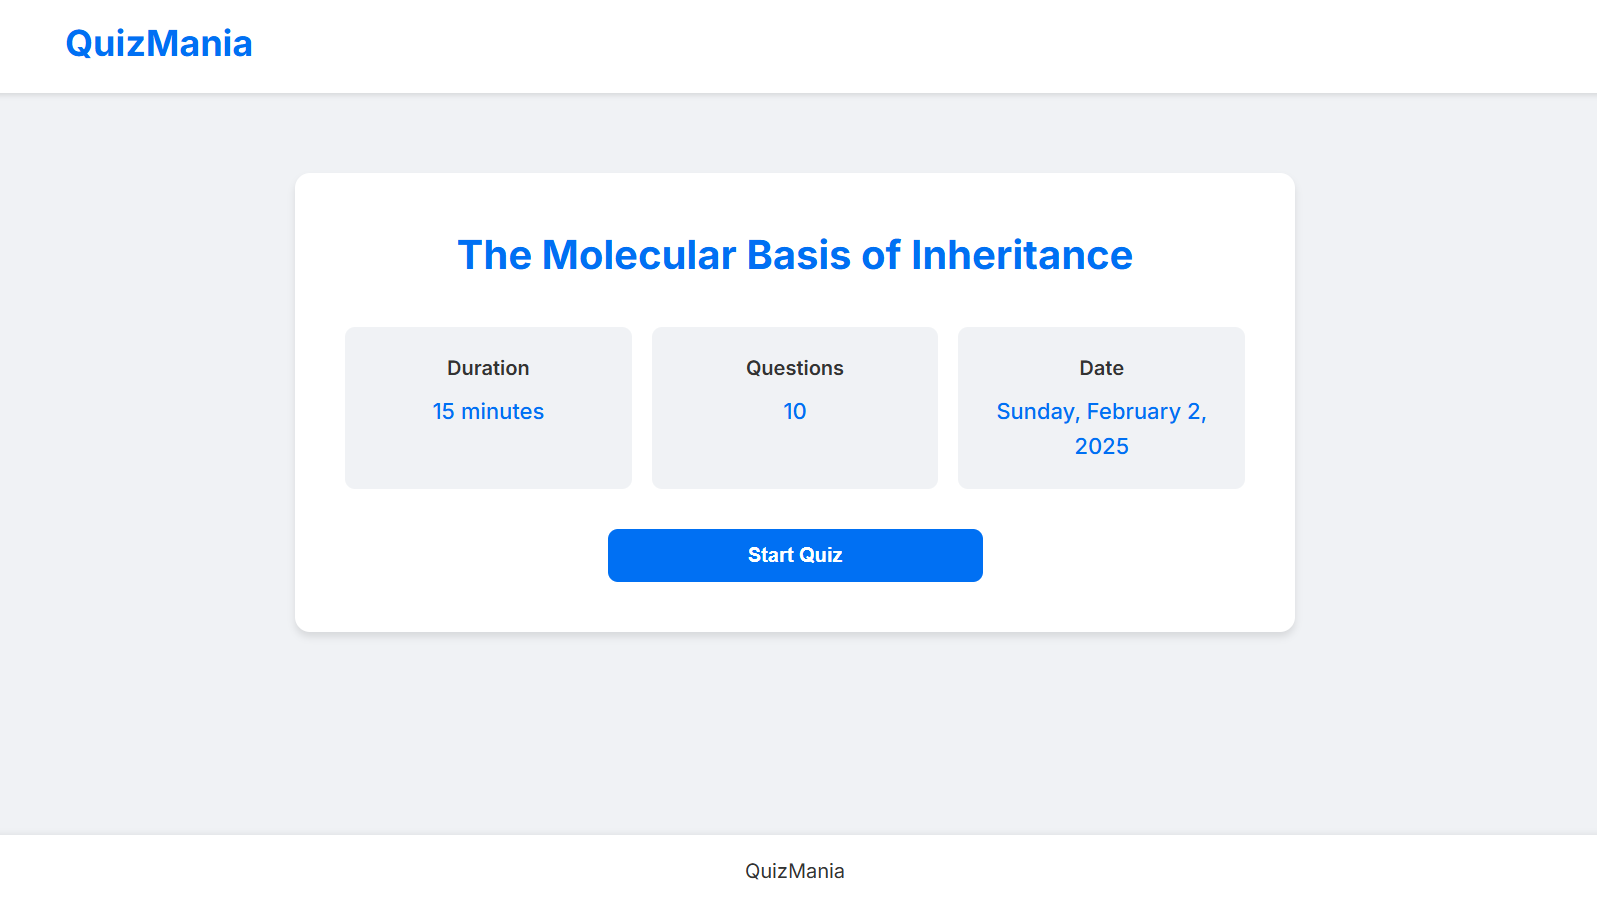 QuizMania
The Molecular Basis of Inheritance
Duration
15 minutes
Questions
10
Date
Sunday, February 2,
2025
Start Quiz
QuizMania